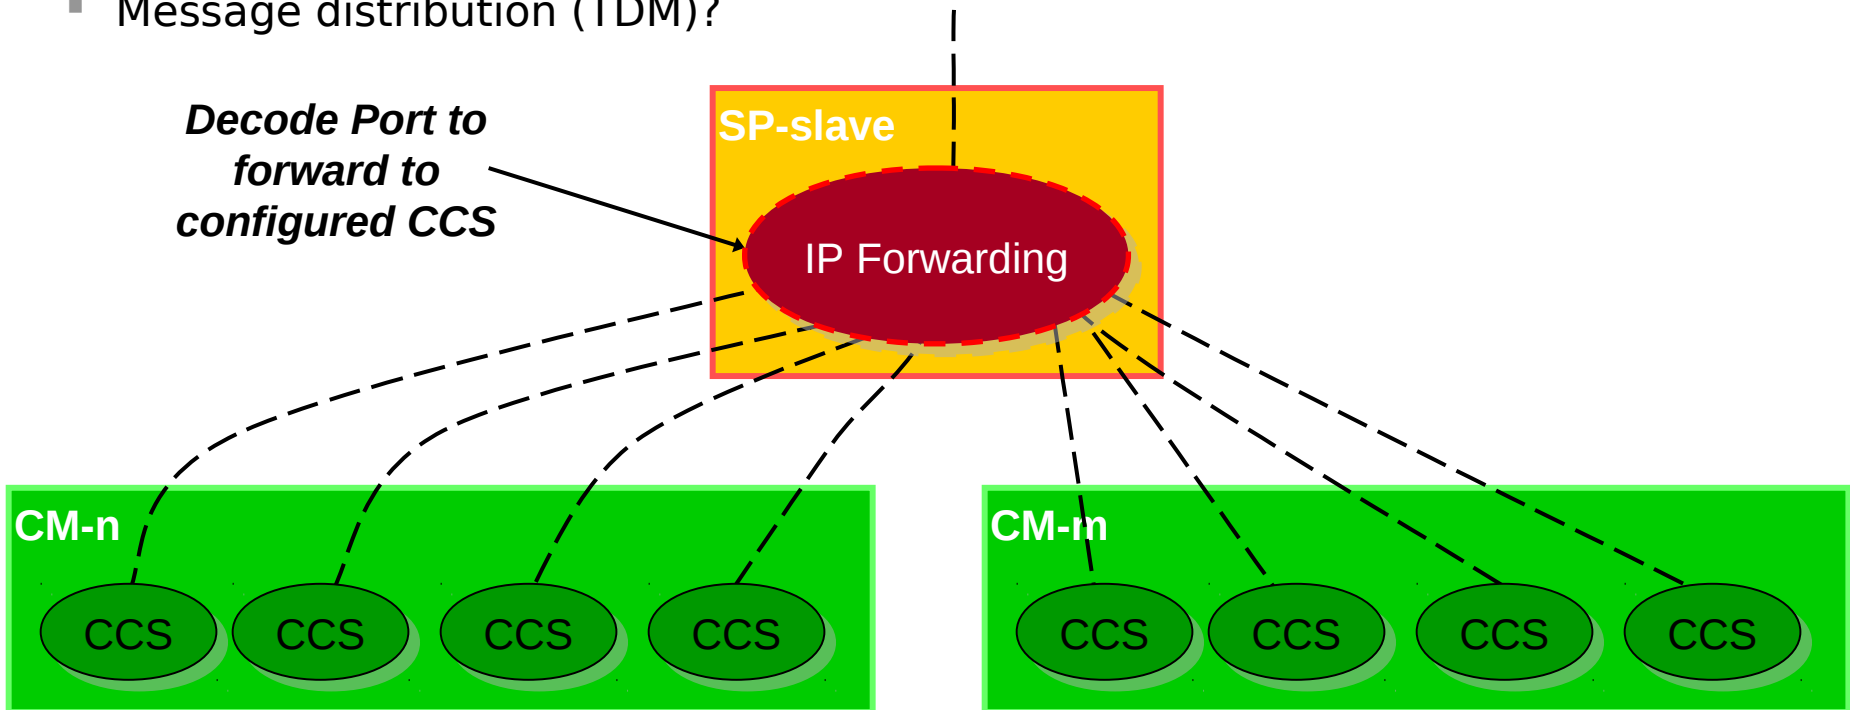 Message distribution (TDM)?
Decode Port to
forward to
configured CCS
SP-slave
IP Forwarding
CM-n
CM-m
CCS
CCS
CCS
CCS
CCS
CCS
CCS
CCS